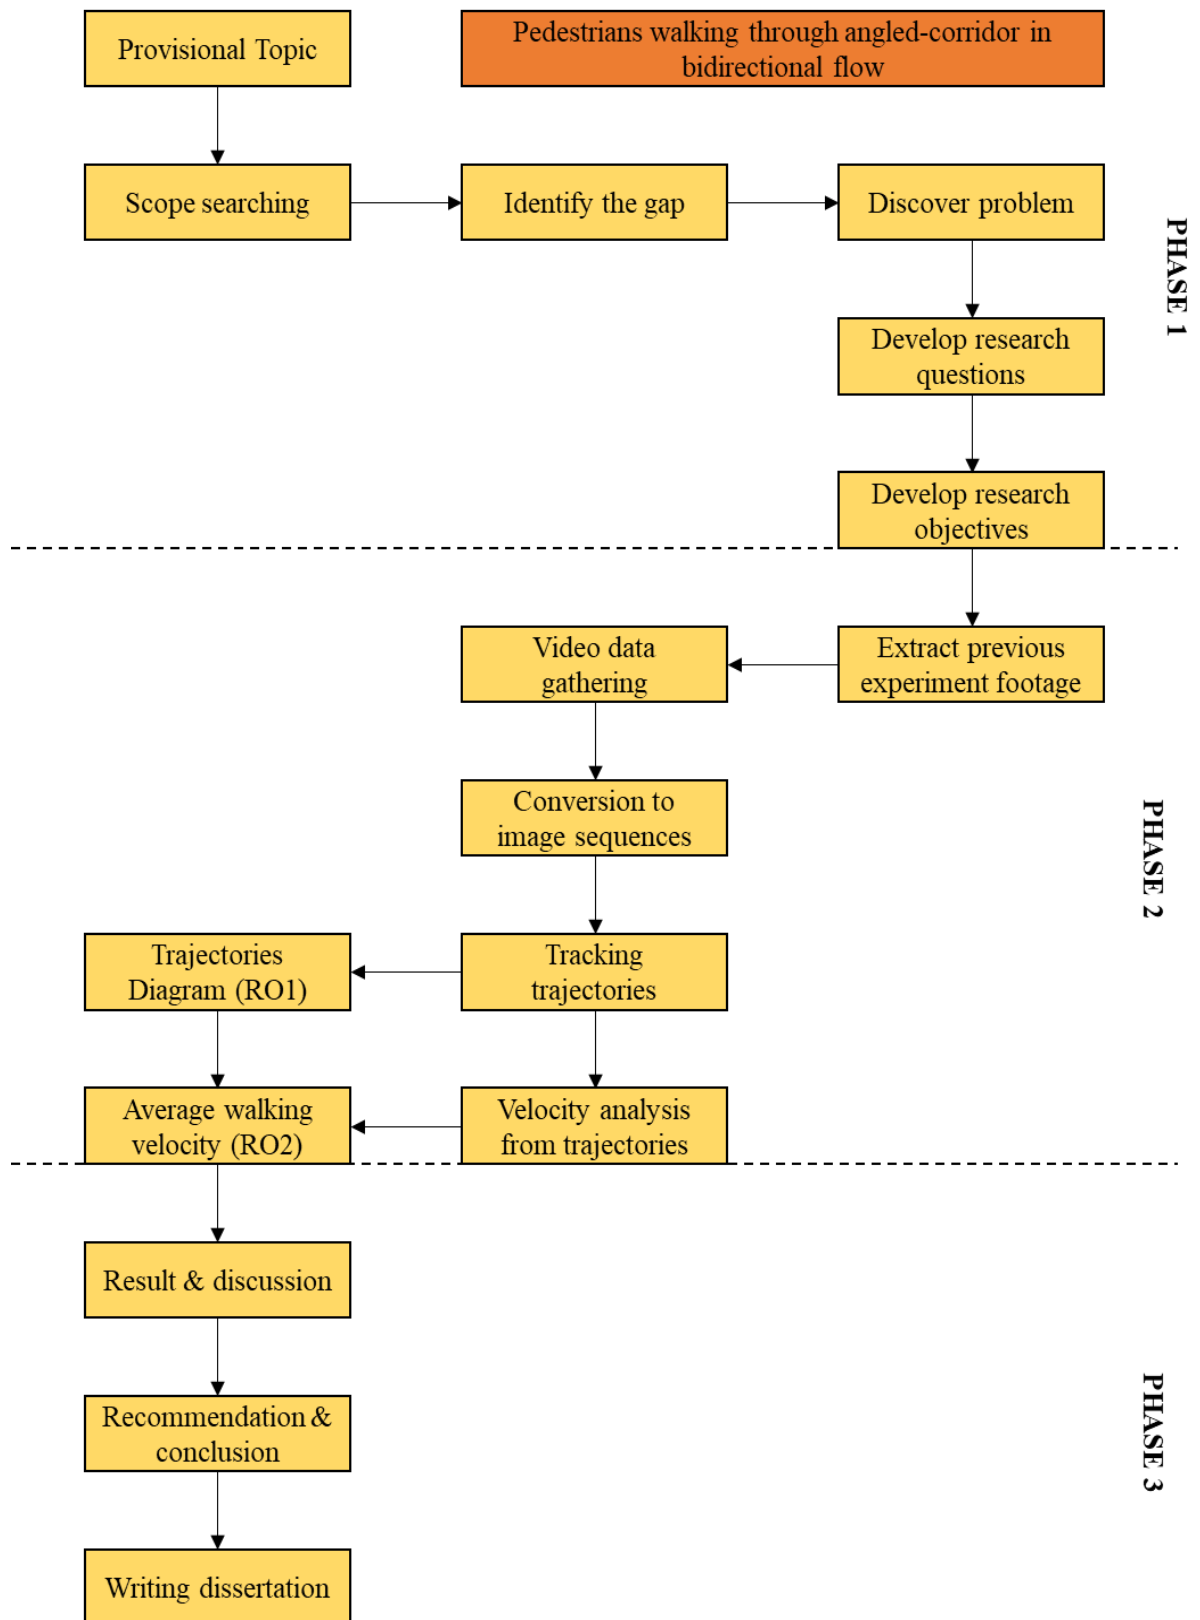 Provisional Topic
Pedestrians walking through angled-corridor in
bidirectional flow
Scope searching
Identify the gap
Discover problem
PHASE 1
Develop research
questions
Develop research
objectives
Video data
gathering
Extract previous
experiment footage
Conversion to
image sequences
PHASE 2
Trajectories
Diagram (RO1)
Tracking
trajectories
Average walking
velocity (RO2)
Velocity analysis
from trajectories
Result & discussion
Recommendation &
conclusion
PHASE 3
Writing dissertation